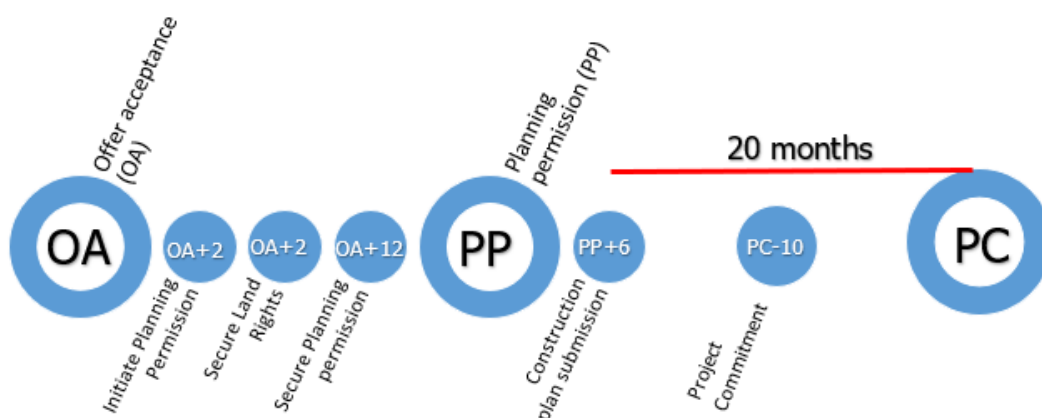 Offer acceptance
(OA)
Planning
permission (PP)
20 months
OA
OA+2
OA+2
OA+12
PP
PP+6
PC-10
PC
Initiate Planning
Permission
Secure Land
Rights
Secure Planning
permission
Construction
plan submission
Project
Commitment